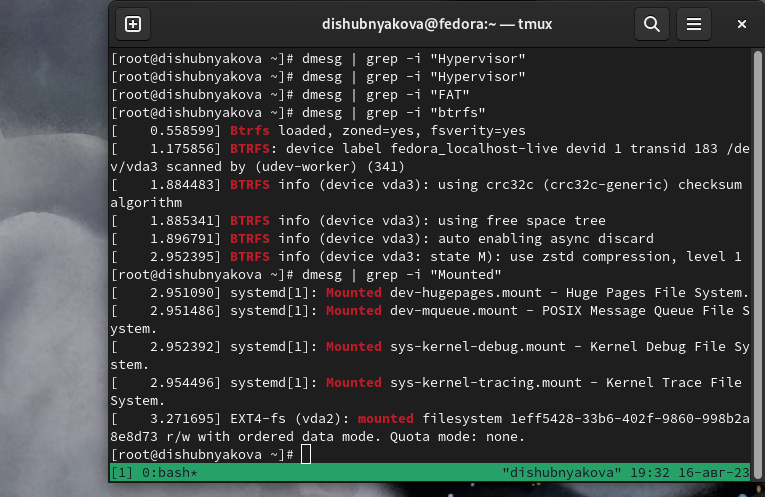 dishubnyakova@fedora:~ — tmux
[root@dishubnyakova ~]# dmesg | grep -i "Hypervisor"
[root@dishubnyakova ~]# dmesg | grep -i "Hypervisor"
[root@dishubnyakova ~]# dmesg | grep -i "FAT"
[root@dishubnyakova ~]# dmesg | grep -i "btrfs"
[    0.558599] Btrfs loaded, zoned=yes, fsverity=yes
[    1.175856] BTRFS: device label fedora_localhost-live devid 1 transid 183 /de
v/vda3 scanned by (udev-worker) (341)
[    1.884483] BTRFS info (device vda3): using crc32c (crc32c-generic) checksum
algorithm
[    1.885341] BTRFS info (device vda3): using free space tree
[    1.896791] BTRFS info (device vda3): auto enabling async discard
[    2.952395] BTRFS info (device vda3: state M): use zstd compression, level 1
[root@dishubnyakova ~]# dmesg | grep -i "Mounted"
[    2.951090] systemd[1]: Mounted dev-hugepages.mount - Huge Pages File System.
[    2.951486] systemd[1]: Mounted dev-mqueue.mount - POSIX Message Queue File S
ystem.
[    2.952392] systemd[1]: Mounted sys-kernel-debug.mount - Kernel Debug File Sy
stem.
[    2.954496] systemd[1]: Mounted sys-kernel-tracing.mount - Kernel Trace File
System.
[    3.271695] EXT4-fs (vda2): mounted filesystem 1eff5428-33b6-402f-9860-998b2a
8e8d73 r/w with ordered data mode. Quota mode: none.
[root@dishubnyakova ~]#
[1] 0:bash* "dishubnyakova" 19:32 16-авг-23